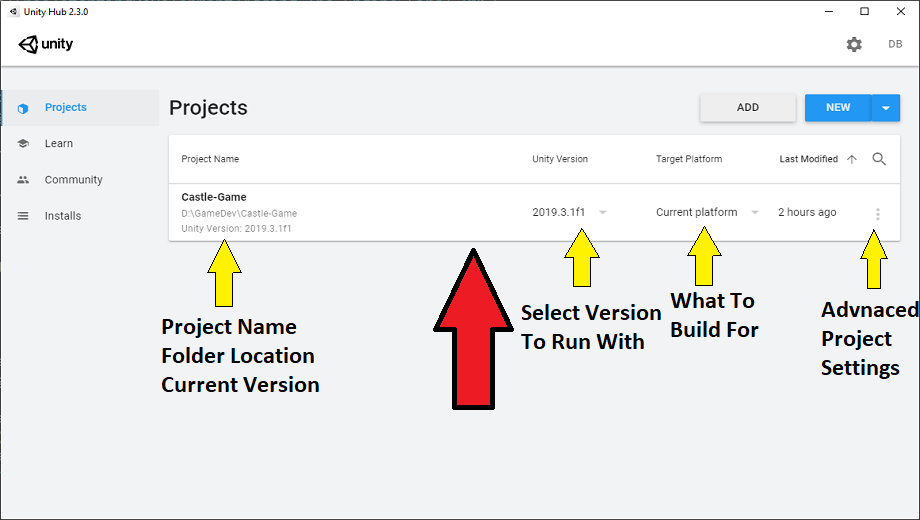 Unity Hub 2.3.0
unity
DB
Projects
Learn
Community
Installs
Projects
ADD
NEW
Project Name
Unity Version
Target Platform
Last Modified
Castle-Game
D:\GameDev\Castle-Game
Unity Version: 2019.3.1f1
2019.3.1f1
Current platform
2 hours ago
Project Name
Folder Location
Current Version
Select Version
To Run With
What To
Build For
Advnaced
Project
Settings